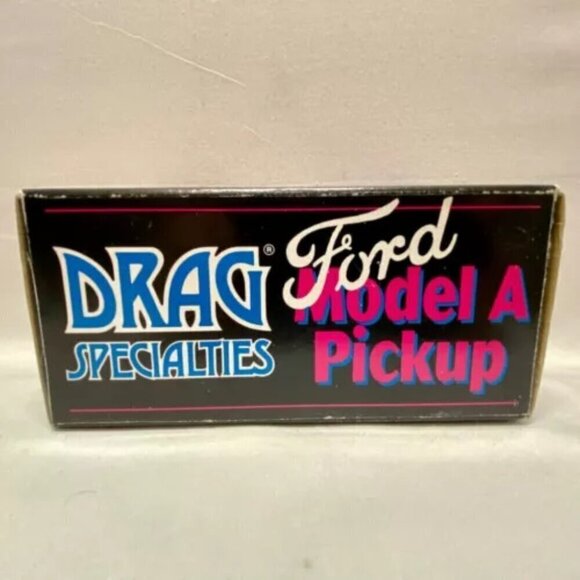 DRAG®
SPECIALTIES
Ford
Model A
Pickup